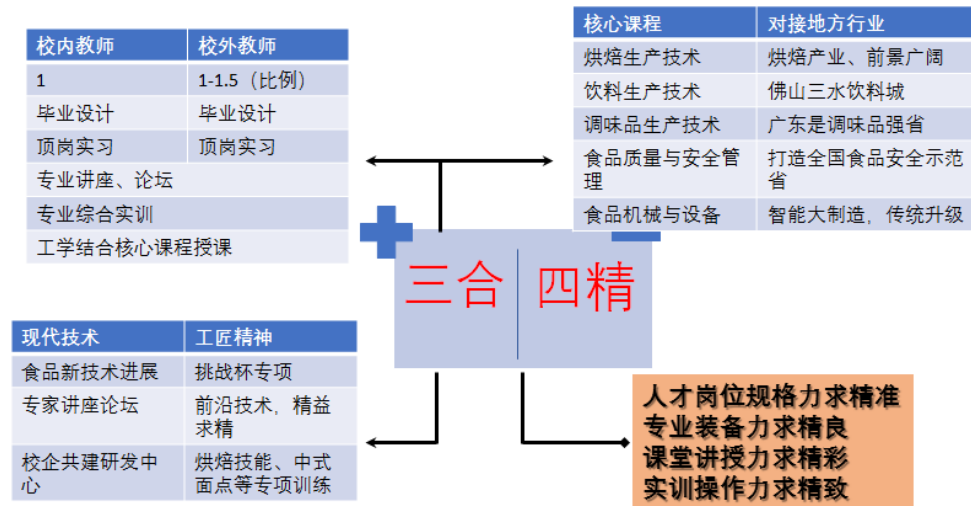 校内教师 校外教师
1 1-1.5（比例）
毕业设计 毕业设计
顶岗实习 顶岗实习
专业讲座、论坛
专业综合实训
工学结合核心课程授课
核心课程 对接地方行业
烘焙生产技术 烘焙产业、前景广阔
饮料生产技术 佛山三水饮料城
调味品生产技术 广东是调味品强省
食品质量与安全管 打造全国食品安全示范
理 省
食品机械与设备 智能大制造，传统升级
三合 四精
现代技术 工匠精神
食品新技术进展 挑战杯专项
专家讲座论坛 前沿技术，精益
求精
校企共建研发中 烘焙技能、中式
心 面点等专项训练
人才岗位规格力求精准
专业装备力求精良
课堂讲授力求精彩
实训操作力求精致